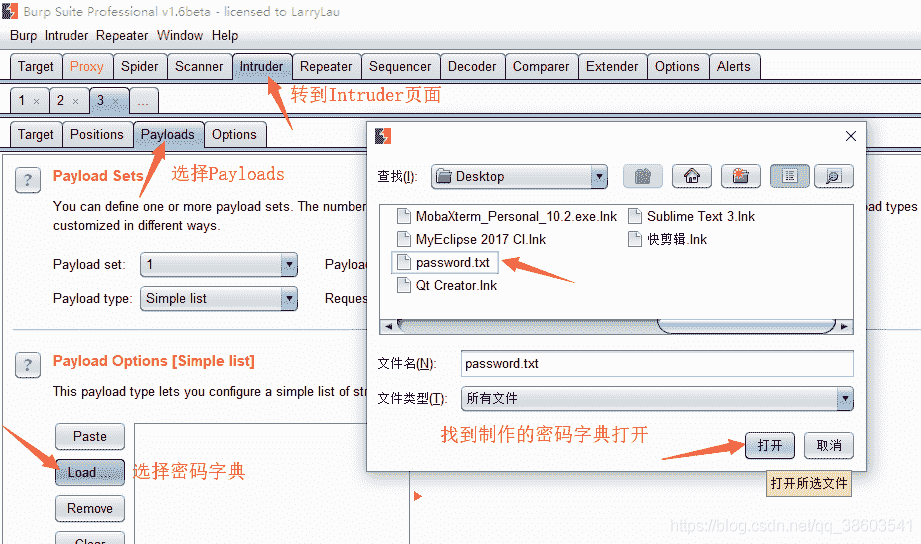 Burp Suite Professional v1.6beta - licensed to LarryLau
Burp Intruder Repeater Window Help
Target Proxy Spider Scanner Intruder Repeater Sequencer Decoder Comparer Extender Options Alerts
转到Intruder页面
1 × 2 × 3 × ...
Target Positions Payloads Options
选择Payloads
? Payload Sets
You can define one or more payload sets. The number
load types
customized in different ways.
Payload set: 1
Payload
Payload type: Simple list
Reques
? Payload Options [Simple list]
This payload type lets you configure a simple list of str
Paste
Load ...
选择密码字典
Remove
Clear
查找(I): Desktop
MobaXterm_Personal_10.2.exe.lnk
Sublime Text 3.lnk
MyEclipse 2017 CI.lnk
快剪辑.lnk
password.txt
Qt Creator.lnk
文件名(N): password.txt
文件类型(T): 所有文件
找到制作的密码字典打开
打开 取消
打开所选文件
https://blog.csdn.net/qq_38603541